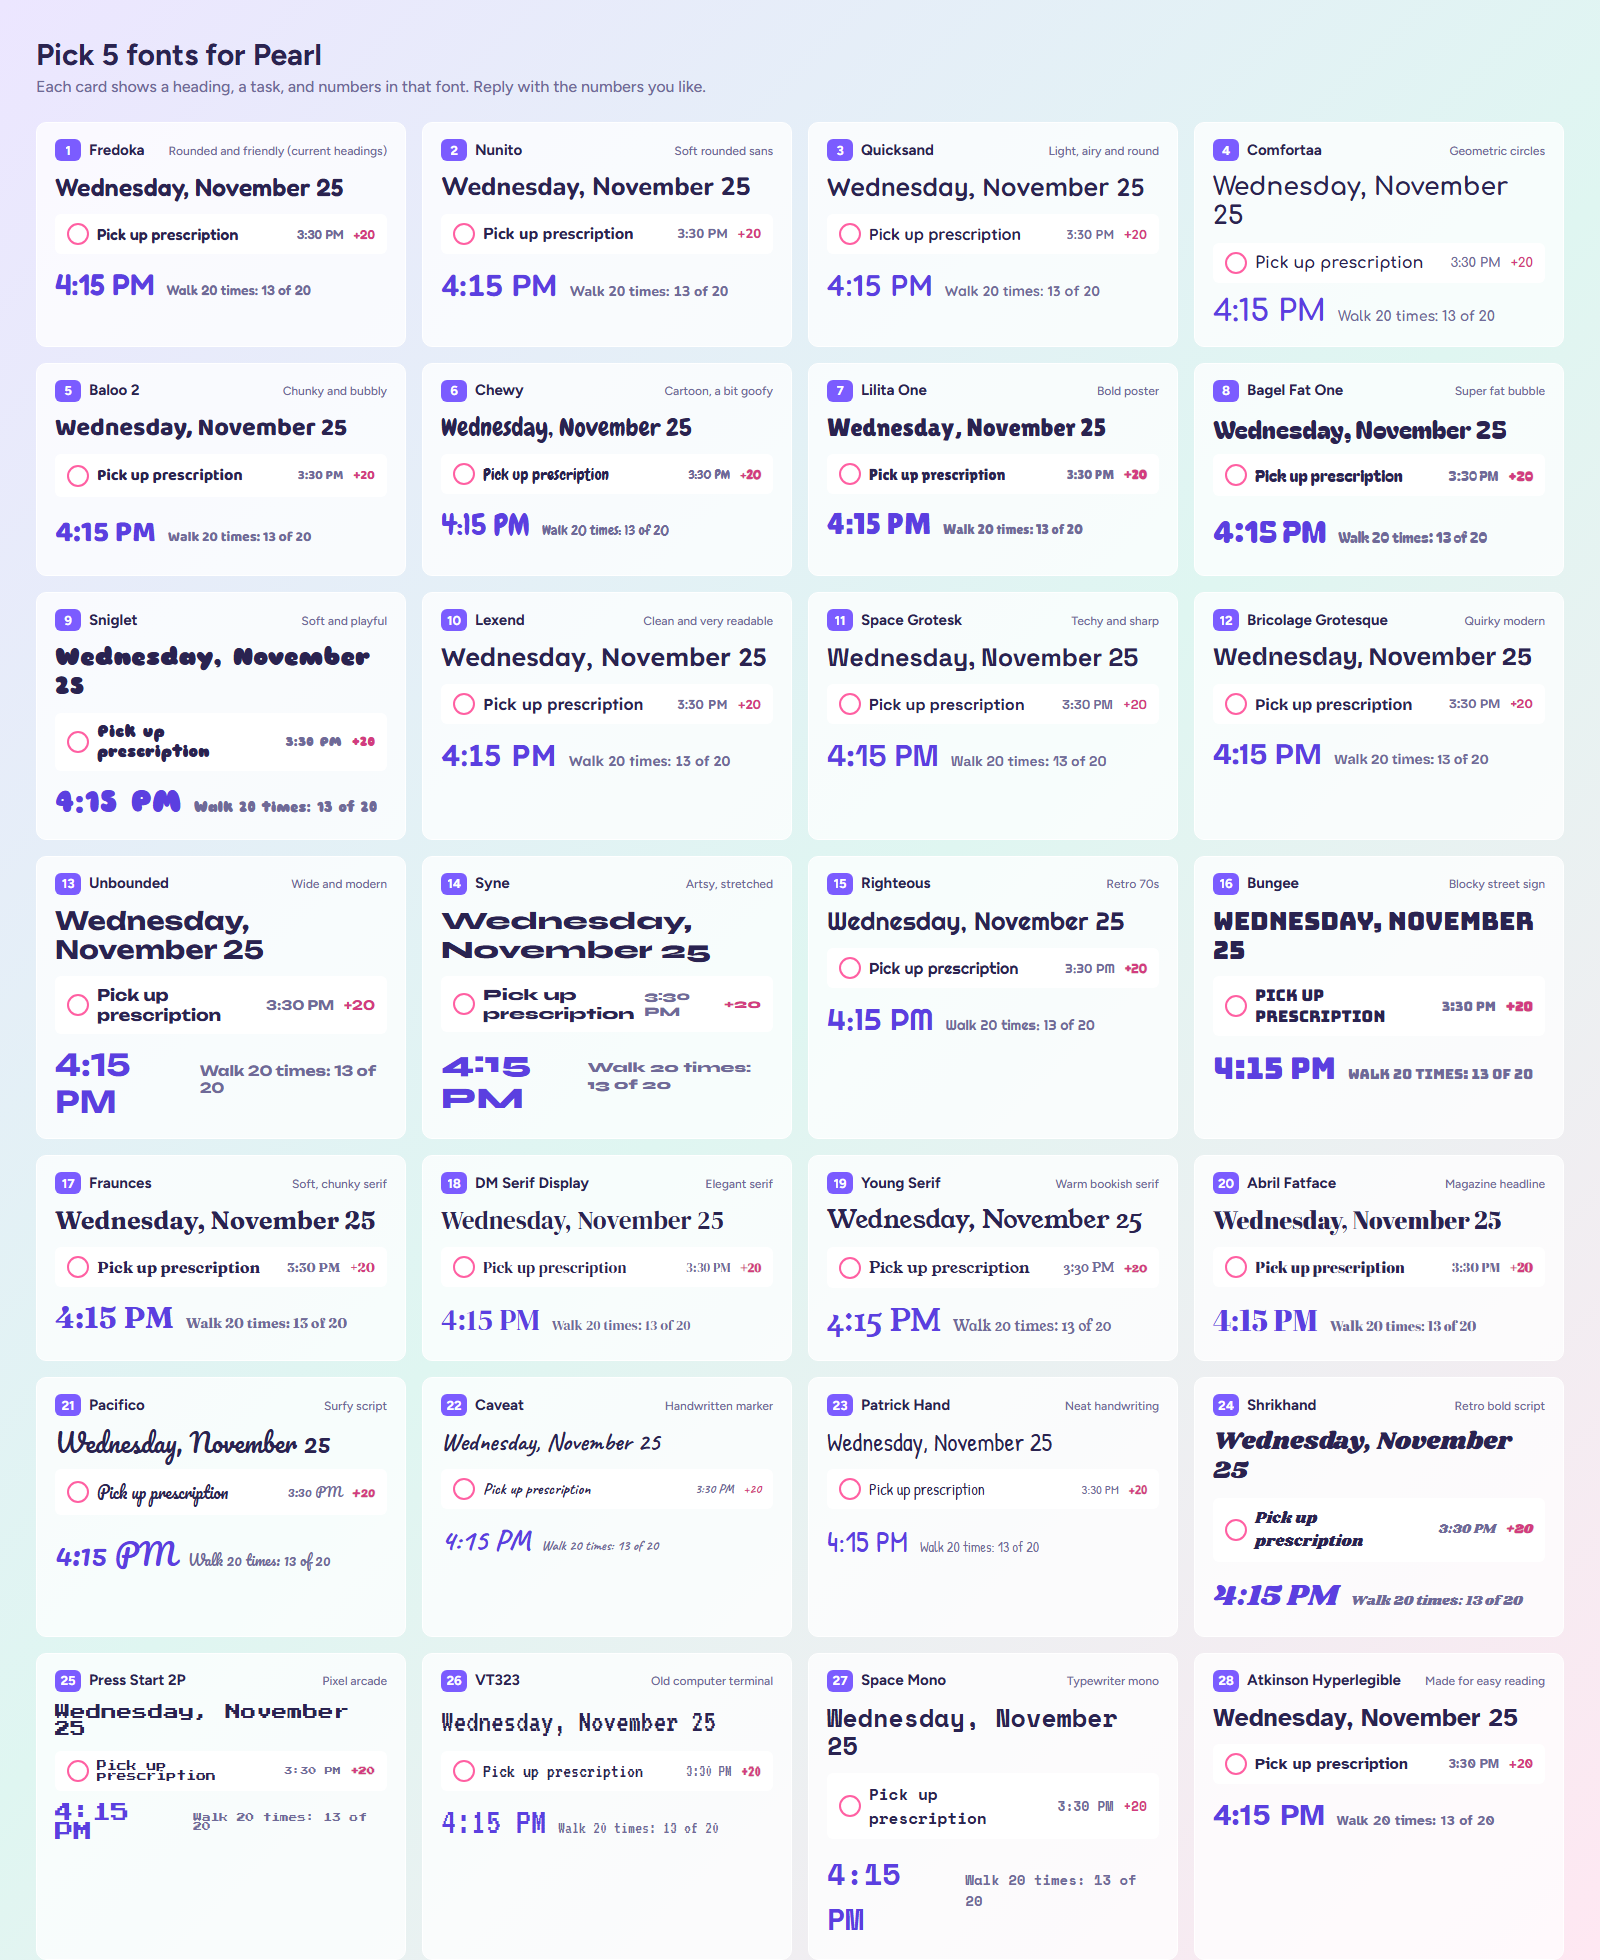 Pick 5 fonts for Pearl
Each card shows a heading, a task, and numbers in that font. Reply with the numbers you like.
1 Fredoka Rounded and friendly (current headings)
Wednesday, November 25
Pick up prescription 3:30 PM +20
4:15 PM Walk 20 times: 13 of 20
2 Nunito Soft rounded sans
Wednesday, November 25
Pick up prescription 3:30 PM +20
4:15 PM Walk 20 times: 13 of 20
3 Quicksand Light, airy and round
Wednesday, November 25
Pick up prescription 3:30 PM +20
4:15 PM Walk 20 times: 13 of 20
4 Comfortaa Geometric circles
Wednesday, November
25
Pick up prescription 3:30 PM +20
4:15 PM Walk 20 times: 13 of 20
5 Baloo 2 Chunky and bubbly
Wednesday, November 25
Pick up prescription 3:30 PM +20
4:15 PM Walk 20 times: 13 of 20
6 Chewy Cartoon, a bit goofy
Wednesday, November 25
Pick up prescription 3:30 PM +20
4:15 PM Walk 20 times: 13 of 20
7 Lilita One Bold poster
Wednesday, November 25
Pick up prescription 3:30 PM +20
4:15 PM Walk 20 times: 13 of 20
8 Bagel Fat One Super fat bubble
Wednesday, November 25
Pick up prescription 3:30 PM +20
4:15 PM Walk 20 times: 13 of 20
9 Sniglet Soft and playful
Wednesday, November
25
Pick up
prescription 3:30 PM +20
4:15 PM Walk 20 times: 13 of 20
10 Lexend Clean and very readable
Wednesday, November 25
Pick up prescription 3:30 PM +20
4:15 PM Walk 20 times: 13 of 20
11 Space Grotesk Techy and sharp
Wednesday, November 25
Pick up prescription 3:30 PM +20
4:15 PM Walk 20 times: 13 of 20
12 Bricolage Grotesque Quirky modern
Wednesday, November 25
Pick up prescription 3:30 PM +20
4:15 PM Walk 20 times: 13 of 20
13 Unbounded Wide and modern
Wednesday,
November 25
Pick up
prescription 3:30 PM +20
4:15
PM
Walk 20 times: 13 of
20
14 Syne Artsy, stretched
Wednesday,
November 25
Pick up
prescription
3:30
PM
+20
4:15
PM
Walk 20 times:
13 of 20
15 Righteous Retro 70s
Wednesday, November 25
Pick up prescription 3:30 PM +20
4:15 PM Walk 20 times: 13 of 20
16 Bungee Blocky street sign
WEDNESDAY, NOVEMBER
25
PICK UP
PRESCRIPTION 3:30 PM +20
4:15 PM WALK 20 TIMES: 13 OF 20
17 Fraunces Soft, chunky serif
Wednesday, November 25
Pick up prescription 3:30 PM +20
4:15 PM Walk 20 times: 13 of 20
18 DM Serif Display Elegant serif
Wednesday, November 25
Pick up prescription 3:30 PM +20
4:15 PM Walk 20 times: 13 of 20
19 Young Serif Warm bookish serif
Wednesday, November 25
Pick up prescription 3:30 PM +20
4:15 PM Walk 20 times: 13 of 20
20 Abril Fatface Magazine headline
Wednesday, November 25
Pick up prescription 3:30 PM +20
4:15 PM Walk 20 times: 13 of 20
21 Pacifico Surfy script
Wednesday, November 25
Pick up prescription 3:30 PM +20
4:15 PM Walk 20 times: 13 of 20
22 Caveat Handwritten marker
Wednesday, November 25
Pick up prescription 3:30 PM +20
4:15 PM Walk 20 times: 13 of 20
23 Patrick Hand Neat handwriting
Wednesday, November 25
Pick up prescription 3:30 PM +20
4:15 PM Walk 20 times: 13 of 20
24 Shrikhand Retro bold script
Wednesday, November
25
Pick up
prescription 3:30 PM +20
4:15 PM Walk 20 times: 13 of 20
25 Press Start 2P Pixel arcade
Wednesday, November
25
Pick up
prescription 3:30 PM +20
4:15
PM
Walk 20 times: 13 of
20
26 VT323 Old computer terminal
Wednesday, November 25
Pick up prescription 3:30 PM +20
4:15 PM Walk 20 times: 13 of 20
27 Space Mono Typewriter mono
Wednesday, November
25
Pick up
prescription 3:30 PM +20
4:15
PM
Walk 20 times: 13 of
20
28 Atkinson Hyperlegible Made for easy reading
Wednesday, November 25
Pick up prescription 3:30 PM +20
4:15 PM Walk 20 times: 13 of 20